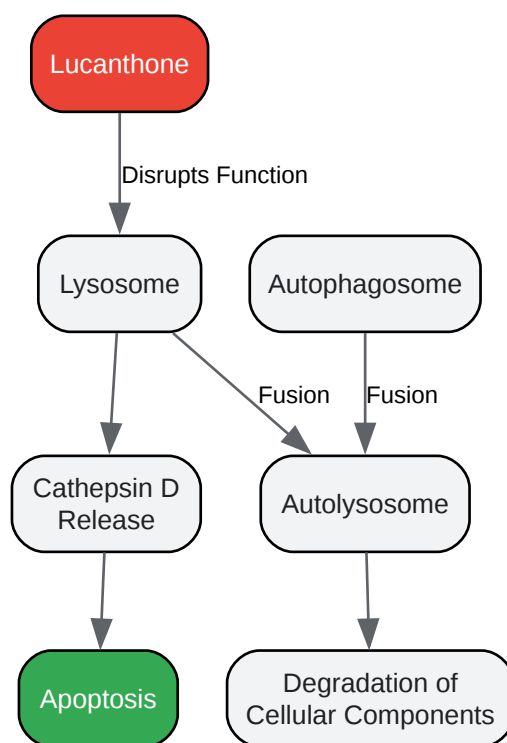 Lucanthone
Disrupts Function
Lysosome
Autophagosome
Fusion
Fusion
Cathepsin D
Release
Autolysosome
Apoptosis
Degradation of
Cellular Components